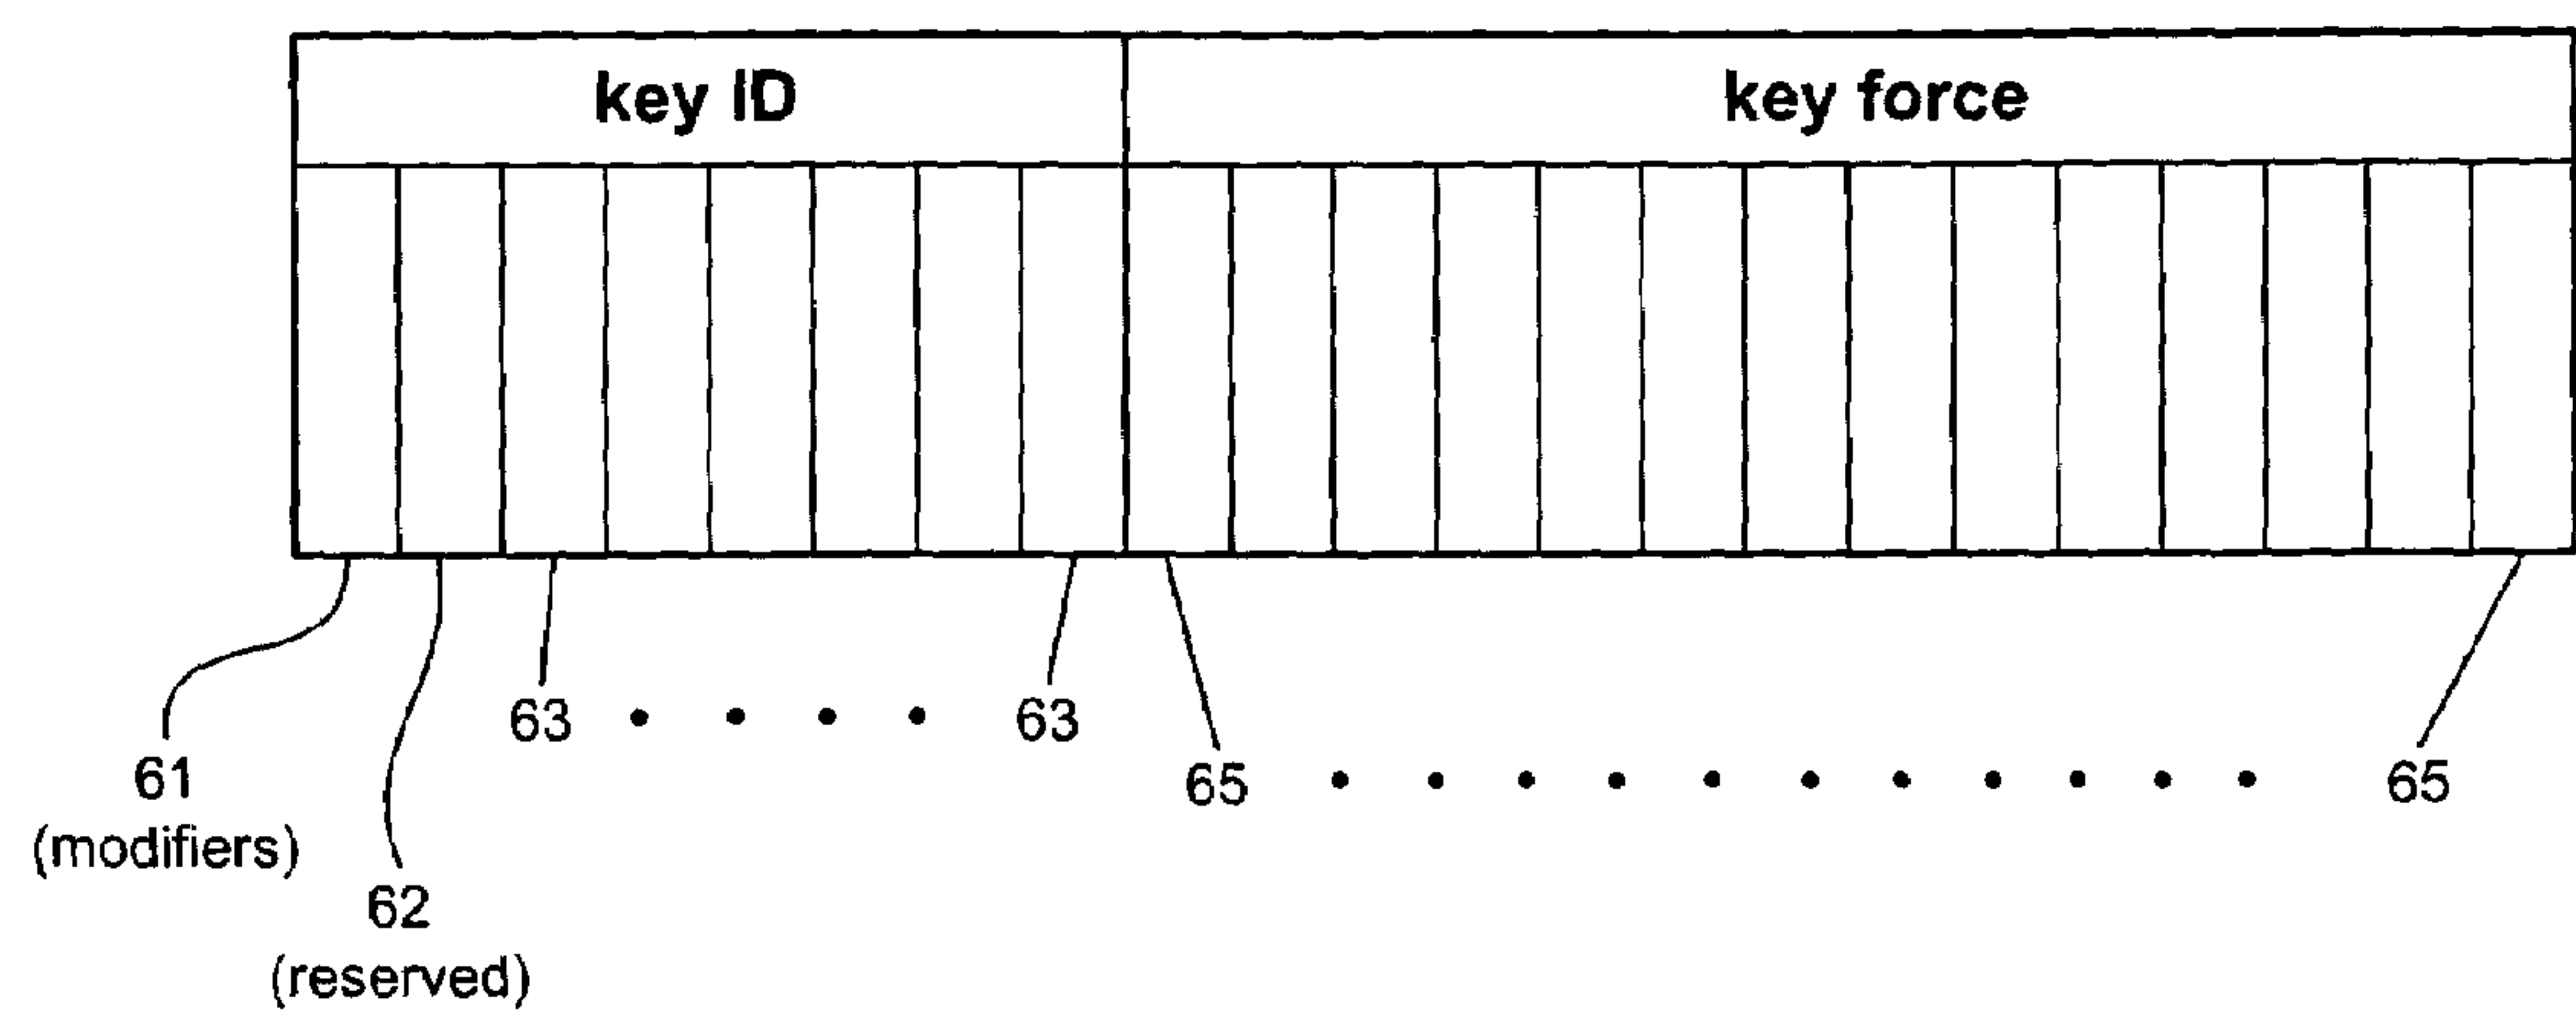 key ID key force
63 • • • • 63
61
(modifiers)
65 • • • • • • • • • • • 65
62
(reserved)